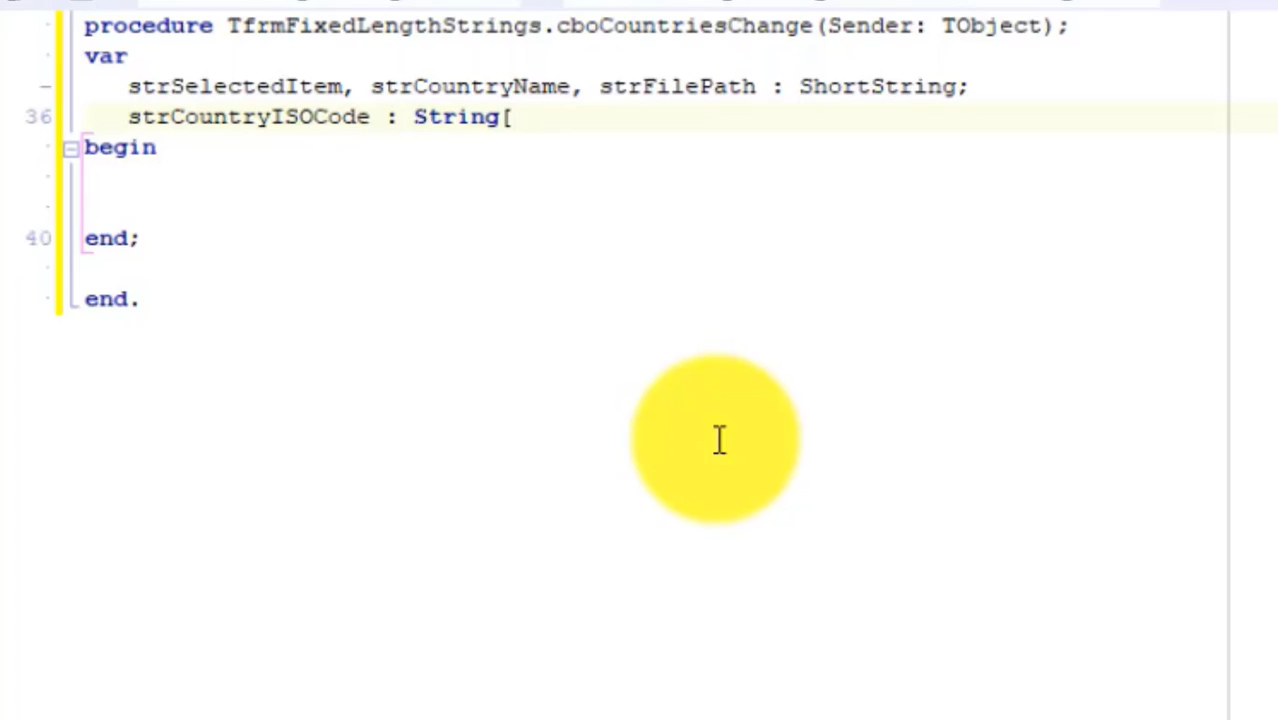 procedure TfrmFixedLengthStrings.cboCountriesChange(Sender: TObject);
var
strSelectedItem, strCountryName, strFilePath : ShortString;
36 strCountryISOCode : String[
begin
40 end;
end.